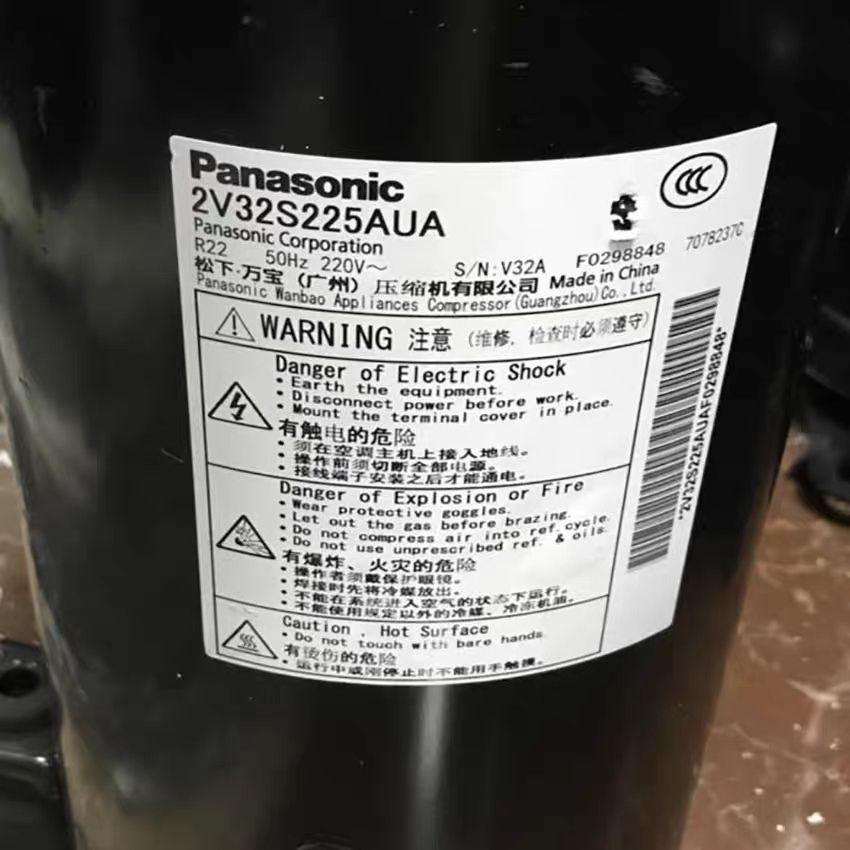 Panasonic
2V32S225AUA
Panasonic Corporation
R22 50Hz 220V~ S/N:V32A F0298848 7078237C
松下·万宝（广州）压缩机有限公司 Made in China
Panasonic Wanbao Appliances Compressor(Guangzhou)Co.,Ltd.
CCC
WARNING 注意 (维修，检查时必须遵守)
Danger of Electric Shock
• Earth the equipment.
• Disconnect power before work.
• Mount the terminal cover in place.
有触电的危险
• 须在空调主机上接入地线。
• 操作前须切断全部电源。
• 接线端子安装之后才能通电。
Danger of Explosion or Fire
• Wear protective goggles.
• Let out the gas before brazing.
• Do not compress air into ref.cycle.
• Do not use unprescribed ref. & oils.
有爆炸、火灾的危险
• 操作者须戴保护眼镜。
• 焊接时先将冷媒放出。
• 不能在系统进入空气的状态下运行。
• 不能使用规定以外的冷媒、冷冻机油。
Caution , Hot Surface
• Do not touch with bare hands.
有烫伤的危险
• 运行中或刚停止时不能用手触摸。
*2V32S225AUAF0298848*